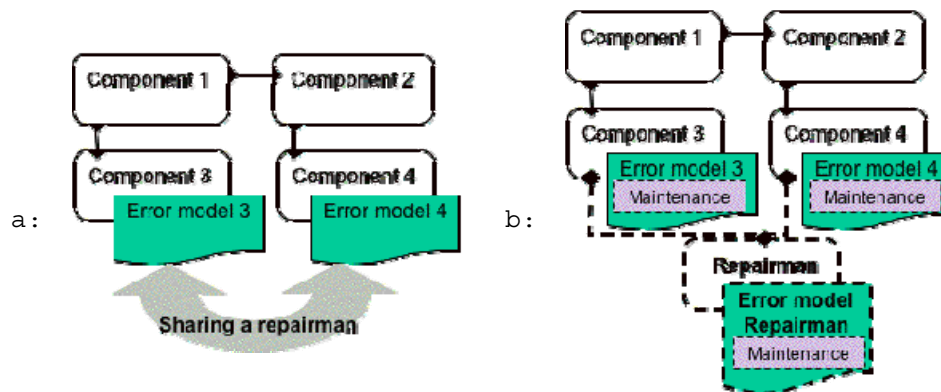 a:
Component 1
Component 2
Component 3
Component 4
Error model 3
Error model 4
Sharing a repairman
b:
Component 1
Component 2
Component 3
Component 4
Error model 3
Error model 4
Maintenance
Maintenance
Repairman
Error model
Repairman
Maintenance